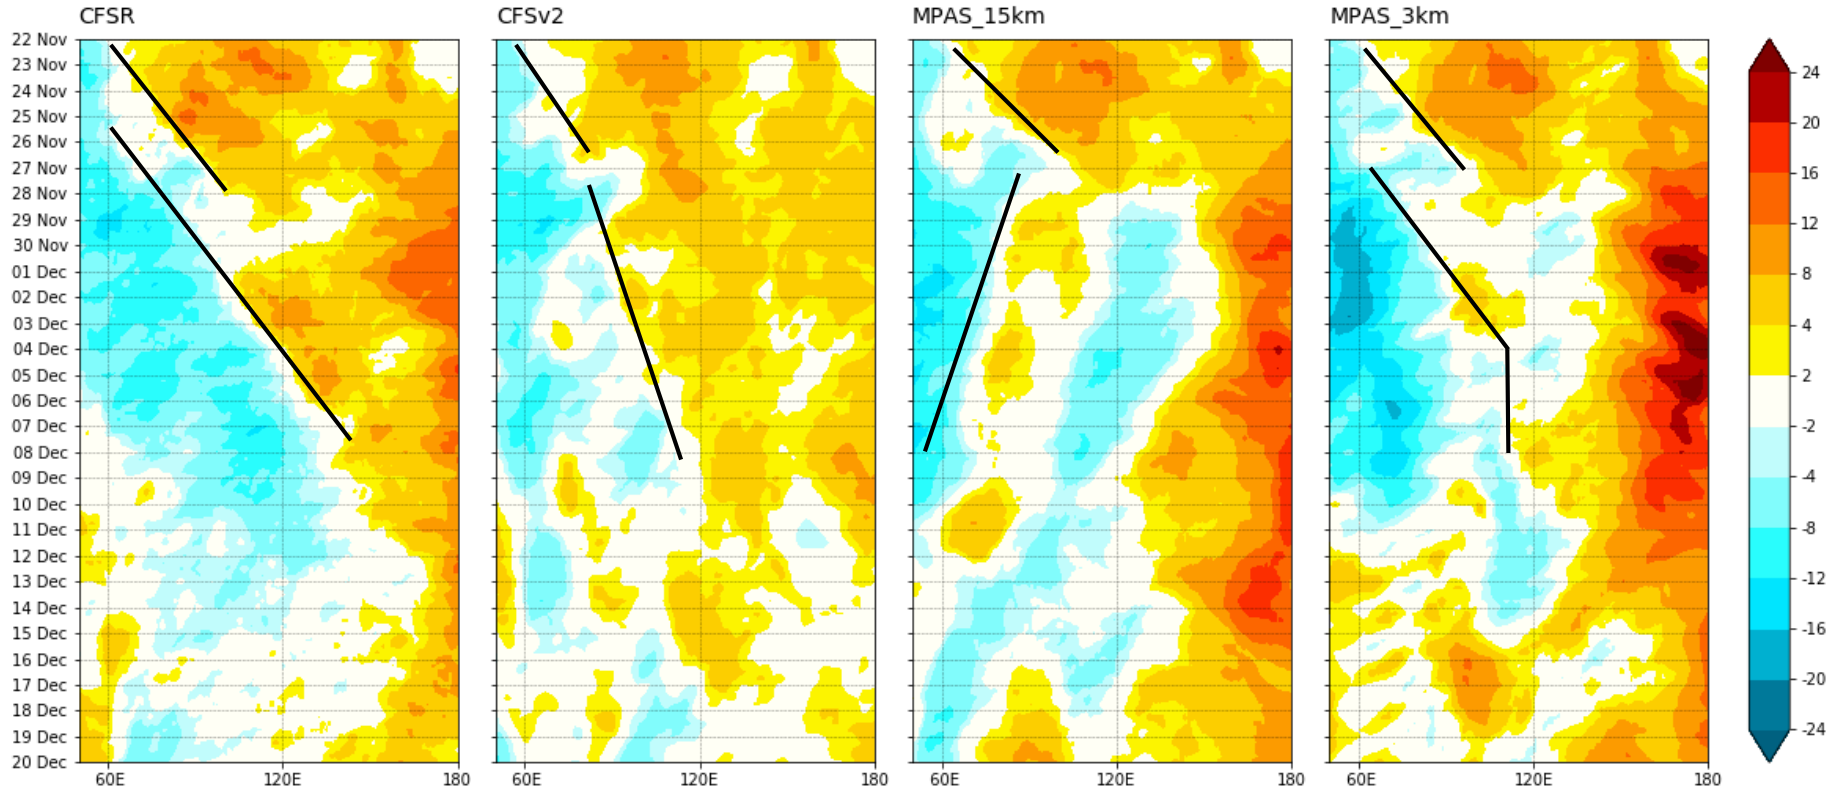 CFSR
CFSv2
MPAS_15km
MPAS_3km
22 Nov
23 Nov
24 Nov
25 Nov
26 Nov
27 Nov
28 Nov
29 Nov
30 Nov
01 Dec
02 Dec
03 Dec
04 Dec
05 Dec
06 Dec
07 Dec
08 Dec
09 Dec
10 Dec
11 Dec
12 Dec
13 Dec
14 Dec
15 Dec
16 Dec
17 Dec
18 Dec
19 Dec
20 Dec
60E 120E 180
60E 120E 180
60E 120E 180
60E 120E 180
24
20
16
12
8
4
2
-2
-4
-8
-12
-16
-20
-24